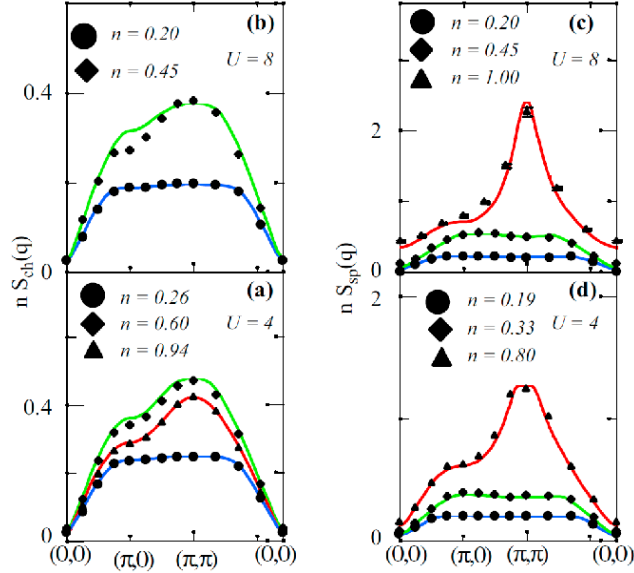 (b)
n = 0.20
n = 0.45
U = 8
0.4
0
n S_ch(q)
(a)
n = 0.26
n = 0.60
n = 0.94
U = 4
0.4
0
(0,0) (π,0) (π,π) (0,0)
(c)
n = 0.20
n = 0.45
n = 1.00
U = 8
2
0
n S_sp(q)
(d)
n = 0.19
n = 0.33
n = 0.80
U = 4
2
0
(0,0) (π,0) (π,π) (0,0)